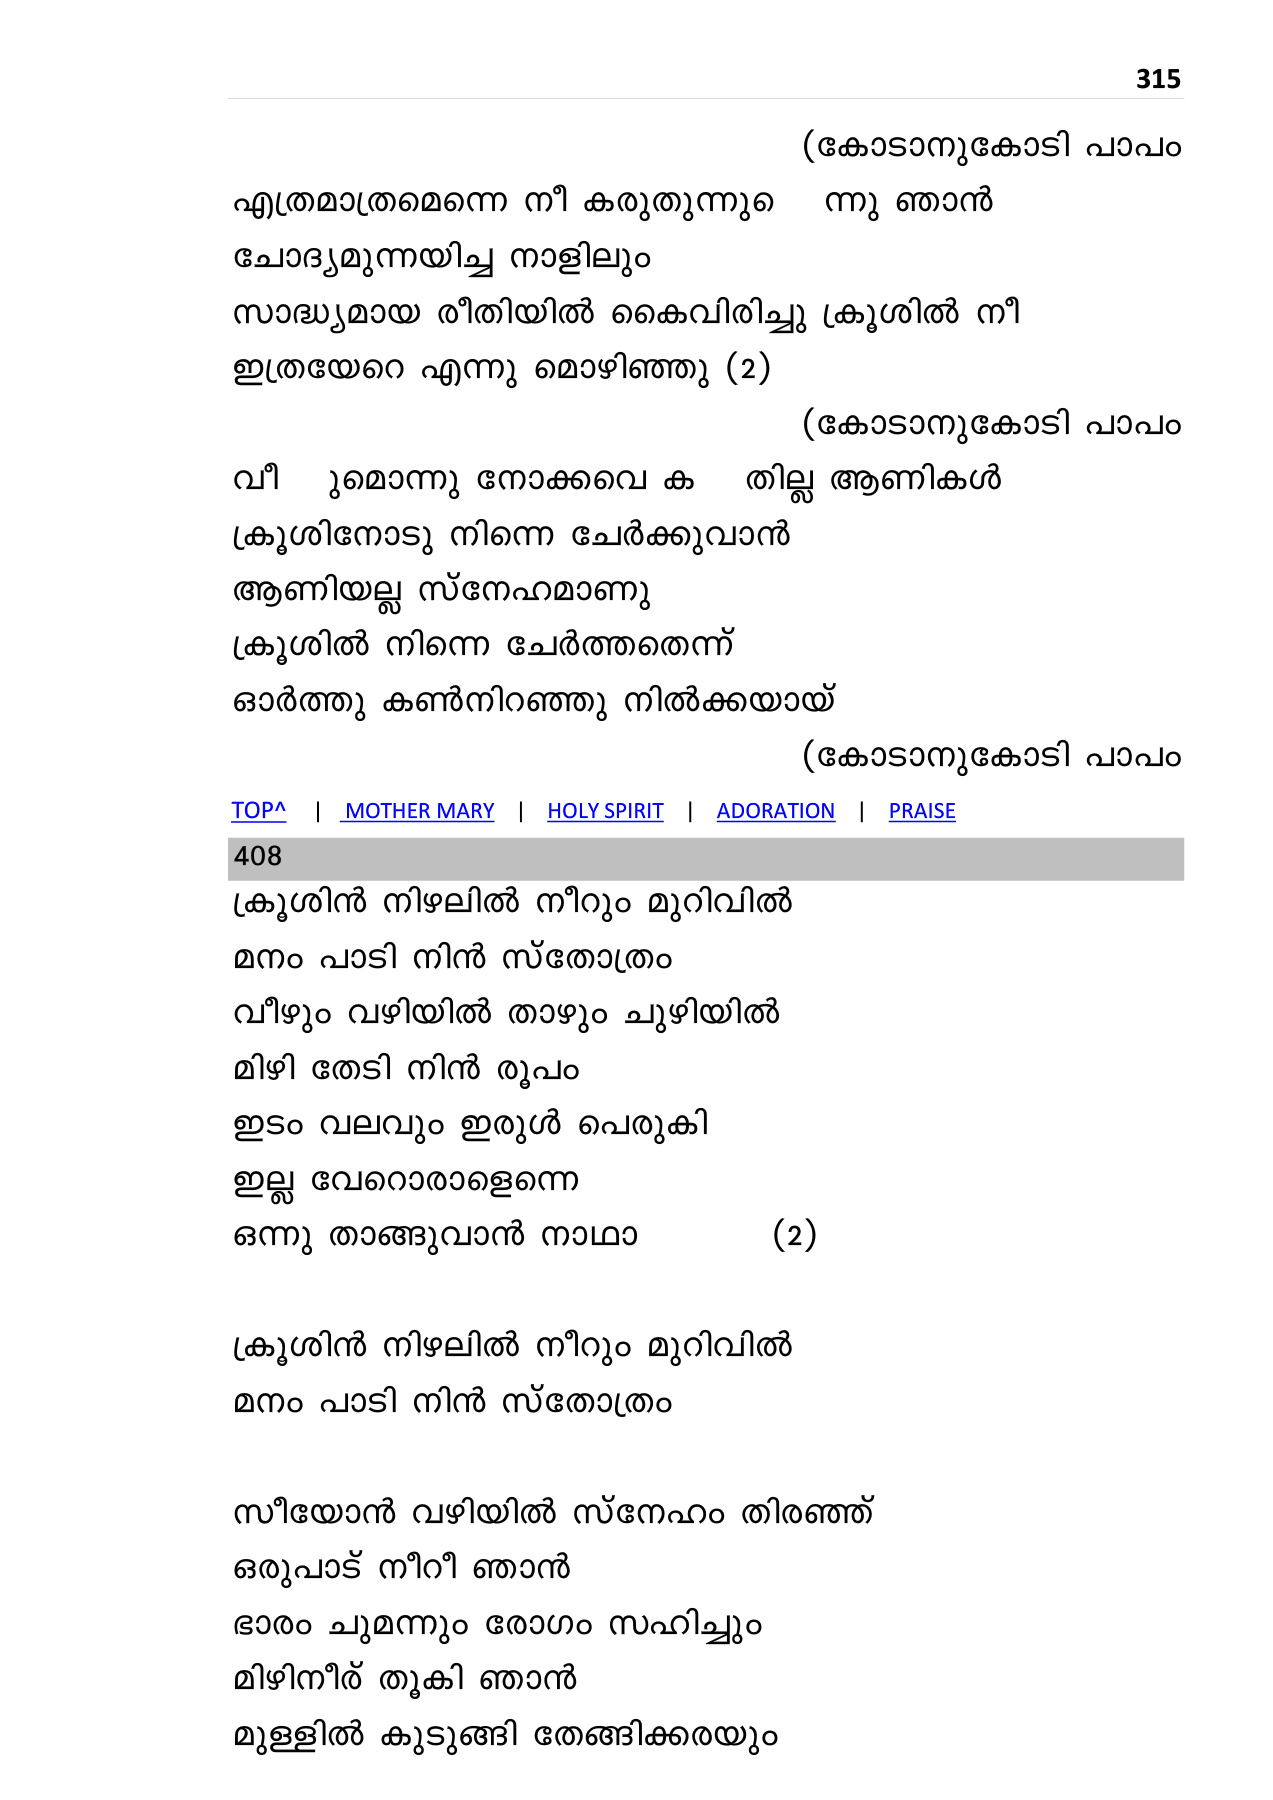 315
(കോടാനുകോടി പാപം
എത്രമാത്രമെന്നെ നീ കരുതുന്നുെ ന്നു ഞാൻ
ചോദ്യമുന്നയിച്ച നാളിലും
സാദ്ധ്യമായ രീതിയിൽ കൈവിരിച്ചു ക്രൂശിൽ നീ
ഇത്രയേറെ എന്നു മൊഴിഞ്ഞു (2)
(കോടാനുകോടി പാപം
വീ ുമൊന്നു നോക്കവെ ക തില്ല ആണികൾ
ക്രൂശിനോടു നിന്നെ ചേർക്കുവാൻ
ആണിയല്ല സ്നേഹമാണു
ക്രൂശിൽ നിന്നെ ചേർത്തതെന്ന്
ഓർത്തു കൺനിറഞ്ഞു നിൽക്കയായ്
(കോടാനുകോടി പാപം
TOP^ | MOTHER MARY | HOLY SPIRIT | ADORATION | PRAISE
408
ക്രൂശിൻ നിഴലിൽ നീറും മുറിവിൽ
മനം പാടി നിൻ സ്തോത്രം
വീഴും വഴിയിൽ താഴും ചുഴിയിൽ
മിഴി തേടി നിൻ രൂപം
ഇടം വലവും ഇരുൾ പെരുകി
ഇല്ല വേറൊരാളെന്നെ
ഒന്നു താങ്ങുവാൻ നാഥാ (2)
ക്രൂശിൻ നിഴലിൽ നീറും മുറിവിൽ
മനം പാടി നിൻ സ്തോത്രം
സീയോൻ വഴിയിൽ സ്നേഹം തിരഞ്ഞ്
ഒരുപാട് നീറീ ഞാൻ
ഭാരം ചുമന്നും രോഗം സഹിച്ചും
മിഴിനീര് തൂകി ഞാൻ
മുള്ളിൽ കുടുങ്ങി തേങ്ങിക്കരയും